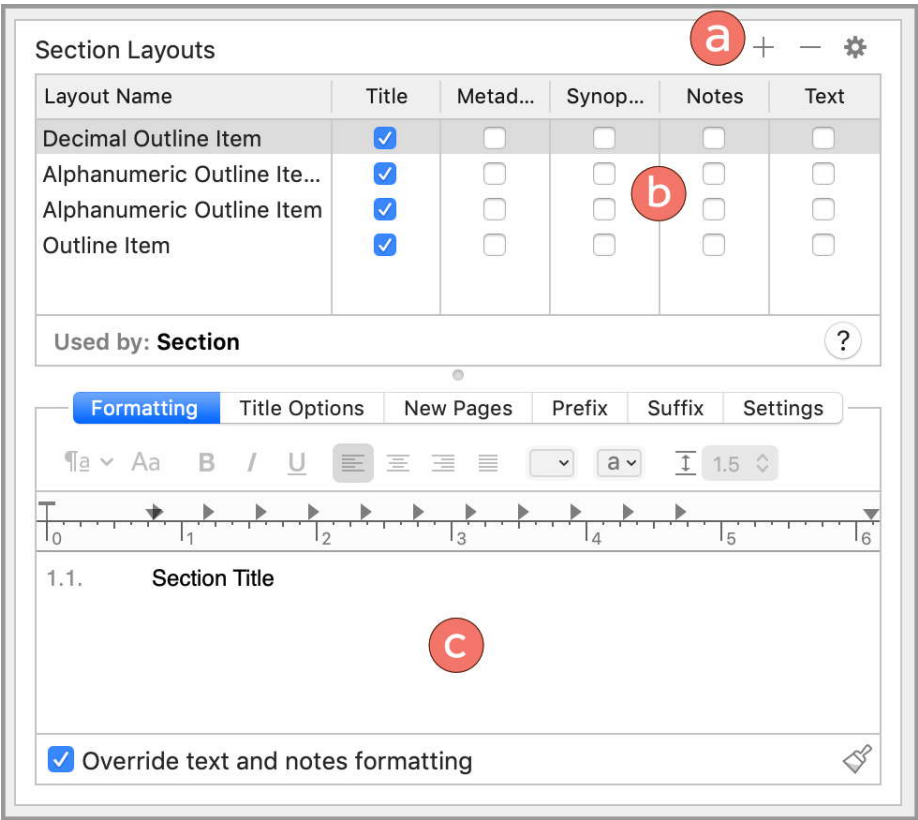 a
Section Layouts
Layout Name Title Metad... Synop... Notes Text
Decimal Outline Item
Alphanumeric Outline Ite...
b
Alphanumeric Outline Item
Outline Item
Used by: Section ?
Formatting Title Options New Pages Prefix Suffix Settings
¶a Aa B I U a 1.5
0 1 2 3 4 5 6
1.1. Section Title
c
Override text and notes formatting